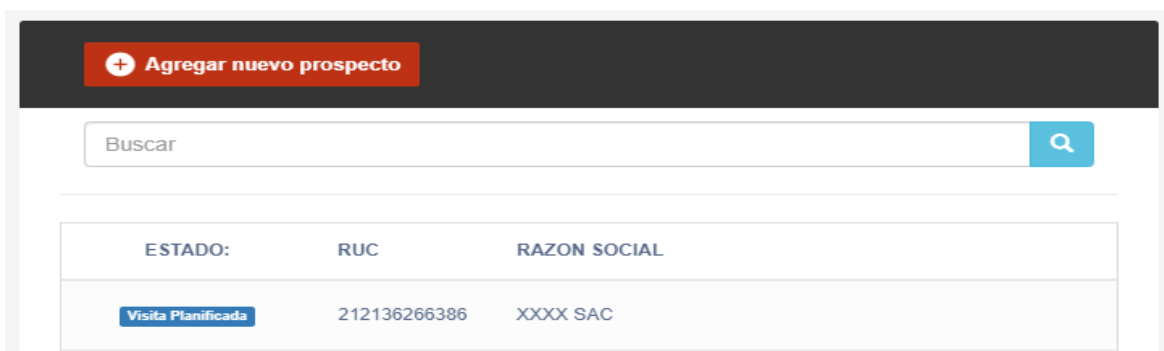 Agregar nuevo prospecto
Buscar
ESTADO: RUC RAZON SOCIAL
Visita Planificada 212136266386 XXXX SAC